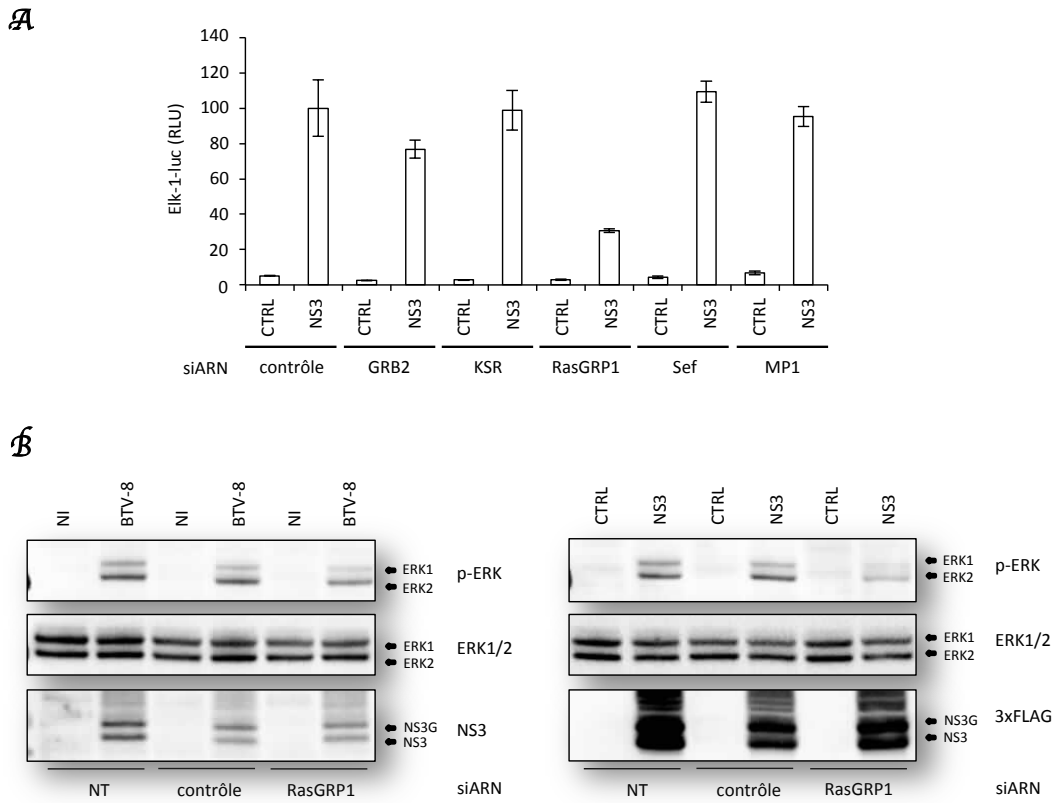 A
140
120
100
80
60
40
20
0
Elk-1-luc (RLU)
CTRL NS3 CTRL NS3 CTRL NS3 CTRL NS3 CTRL NS3 CTRL NS3
siARN contrôle GRB2 KSR RasGRP1 Sef MP1
B
NI BTV-8 NI BTV-8 NI BTV-8
ERK1
ERK2
p-ERK
ERK1
ERK2
ERK1/2
NS3G
NS3
NS3
NT contrôle RasGRP1 siARN
CTRL NS3 CTRL NS3 CTRL NS3
ERK1
ERK2
p-ERK
ERK1
ERK2
ERK1/2
NS3G
NS3
3xFLAG
NT contrôle RasGRP1 siARN